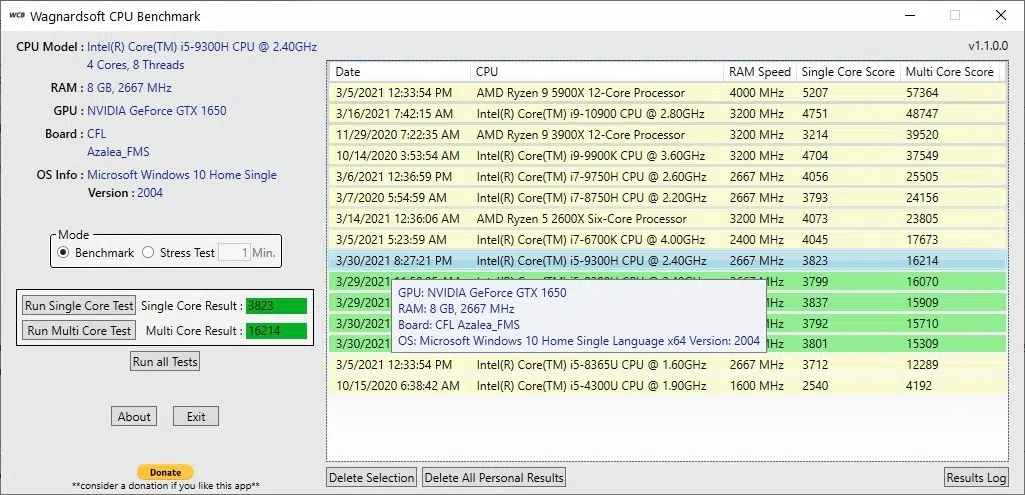 WCB Wagnardsoft CPU Benchmark
v1.1.0.0
CPU Model : Intel(R) Core(TM) i5-9300H CPU @ 2.40GHz
4 Cores, 8 Threads
RAM : 8 GB, 2667 MHz
GPU : NVIDIA GeForce GTX 1650
Board : CFL
Azalea_FMS
OS Info : Microsoft Windows 10 Home Single
Version : 2004
Mode
Benchmark Stress Test 1 Min.
Run Single Core Test Single Core Result : 3823
Run Multi Core Test Multi Core Result : 16214
Run all Tests
About Exit
Donate
**consider a donation if you like this app**
Date CPU RAM Speed Single Core Score Multi Core Score
3/5/2021 12:33:54 PM AMD Ryzen 9 5900X 12-Core Processor 4000 MHz 5207 57364
3/16/2021 7:42:15 AM Intel(R) Core(TM) i9-10900 CPU @ 2.80GHz 3200 MHz 4751 48747
11/29/2020 7:22:35 AM AMD Ryzen 9 3900X 12-Core Processor 3200 MHz 3214 39520
10/14/2020 3:53:54 AM Intel(R) Core(TM) i9-9900K CPU @ 3.60GHz 3200 MHz 4704 37549
3/6/2021 12:36:59 PM Intel(R) Core(TM) i7-9750H CPU @ 2.60GHz 2667 MHz 4056 25505
3/7/2020 5:54:59 AM Intel(R) Core(TM) i7-8750H CPU @ 2.20GHz 2667 MHz 3793 24156
3/14/2021 12:36:06 AM AMD Ryzen 5 2600X Six-Core Processor 3200 MHz 4073 23805
3/5/2021 5:23:59 AM Intel(R) Core(TM) i7-6700K CPU @ 4.00GHz 2400 MHz 4045 17673
3/30/2021 8:27:21 PM Intel(R) Core(TM) i5-9300H CPU @ 2.40GHz 2667 MHz 3823 16214
3/29/2021 3799 16070
3/29/2021 MHz 3837 15909
3/30/2021 MHz 3792 15710
3/30/2021 MHz 3801 15309
GPU: NVIDIA GeForce GTX 1650
RAM: 8 GB, 2667 MHz
Board: CFL Azalea_FMS
OS: Microsoft Windows 10 Home Single Language x64 Version: 2004
3/5/2021 12:33:54 PM Intel(R) Core(TM) i5-8365U CPU @ 1.60GHz 2667 MHz 3712 12289
10/15/2020 6:38:42 AM Intel(R) Core(TM) i5-4300U CPU @ 1.90GHz 1600 MHz 2540 4192
Delete Selection Delete All Personal Results Results Log